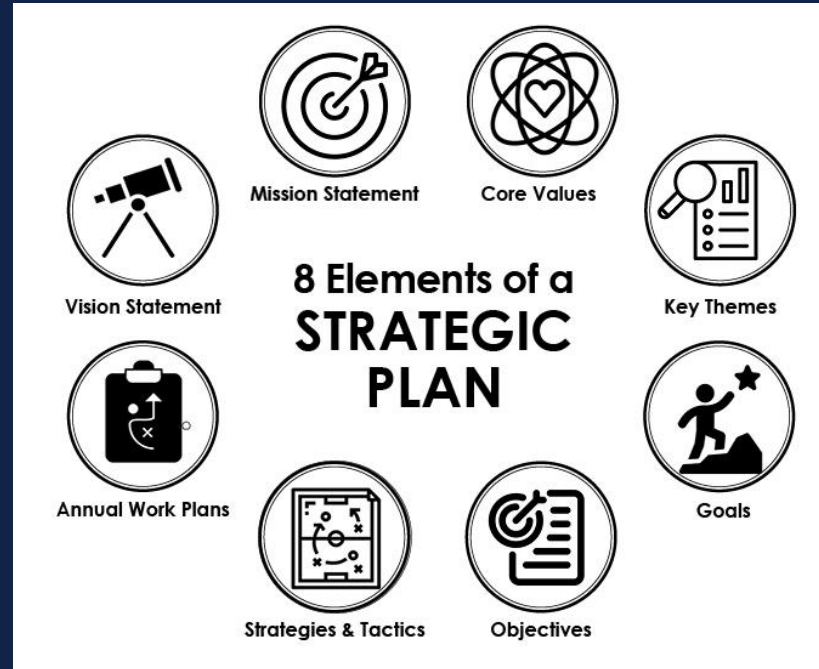 8 Elements of a
STRATEGIC
PLAN
Vision Statement
Mission Statement
Core Values
Key Themes
Goals
Objectives
Strategies & Tactics
Annual Work Plans